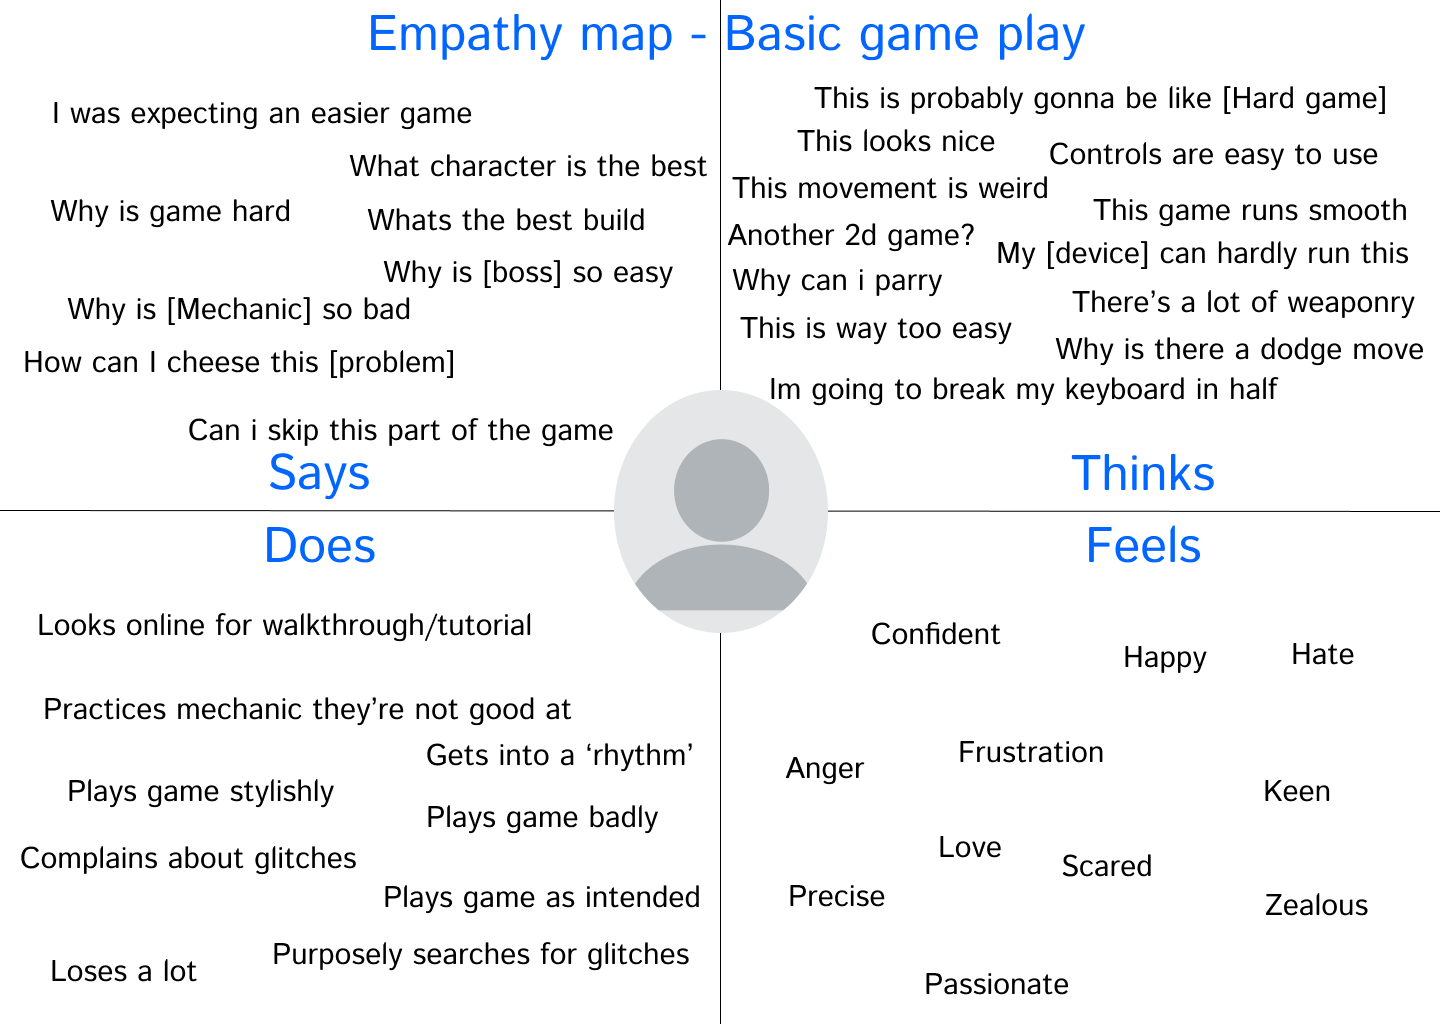 Empathy map - Basic game play
I was expecting an easier game
What character is the best
Why is game hard
Whats the best build
Why is [boss] so easy
Why is [Mechanic] so bad
How can I cheese this [problem]
Can i skip this part of the game
Says
This is probably gonna be like [Hard game]
This looks nice
Controls are easy to use
This movement is weird
This game runs smooth
Another 2d game?
My [device] can hardly run this
Why can i parry
There’s a lot of weaponry
This is way too easy
Why is there a dodge move
Im going to break my keyboard in half
Thinks
Does
Looks online for walkthrough/tutorial
Practices mechanic they’re not good at
Gets into a ‘rhythm’
Plays game stylishly
Plays game badly
Complains about glitches
Plays game as intended
Purposely searches for glitches
Loses a lot
Feels
Confident
Happy
Hate
Frustration
Anger
Keen
Love
Scared
Precise
Zealous
Passionate